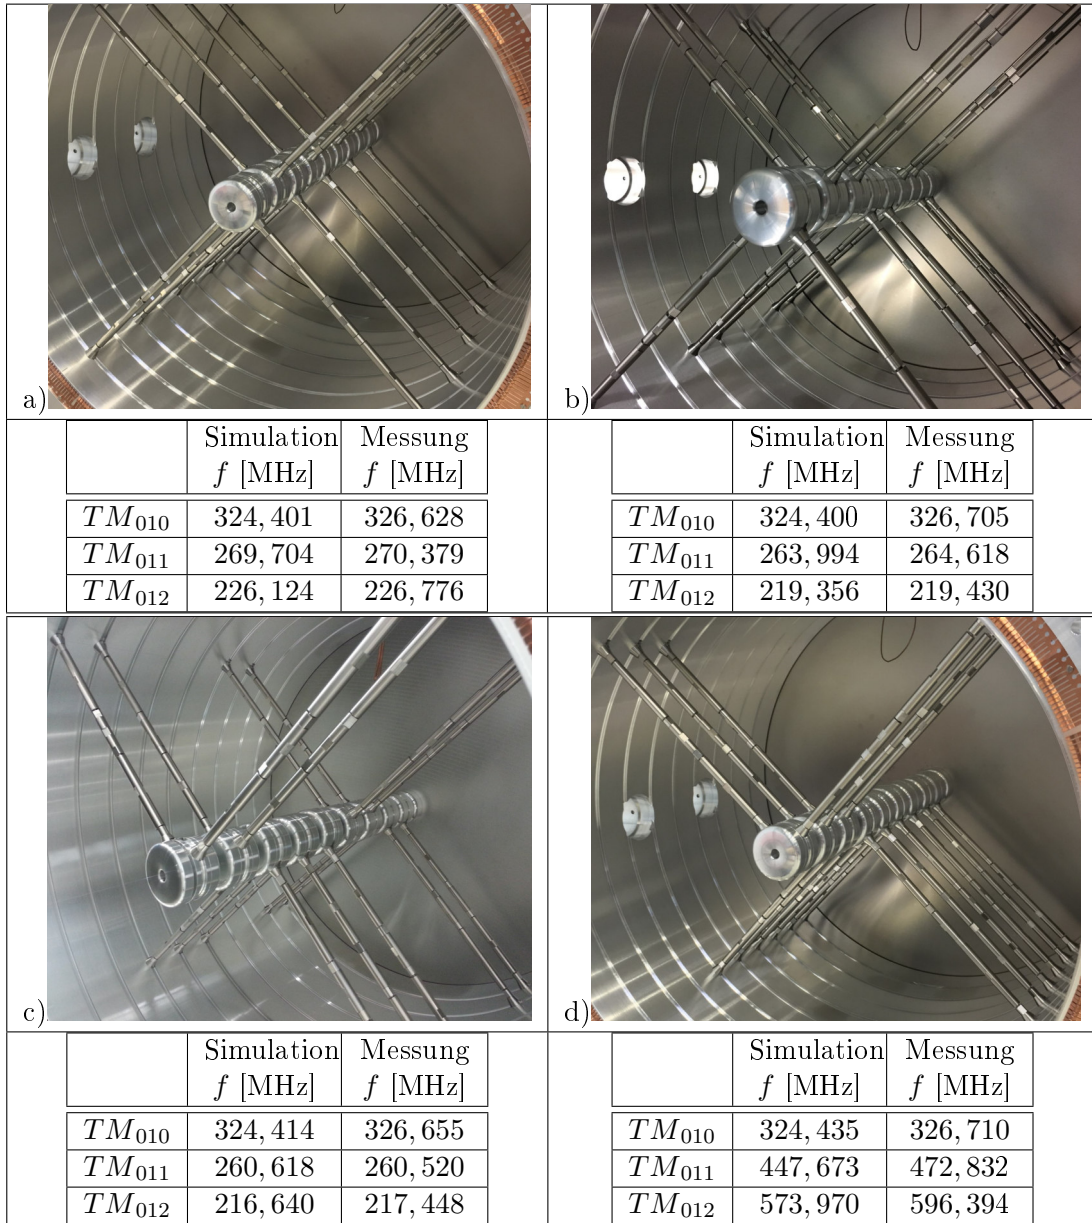 a)
b)
Simulation Messung
f [MHz] f [MHz]
TM010 324,401 326,628
TM011 269,704 270,379
TM012 226,124 226,776
Simulation Messung
f [MHz] f [MHz]
TM010 324,400 326,705
TM011 263,994 264,618
TM012 219,356 219,430
c)
d)
Simulation Messung
f [MHz] f [MHz]
TM010 324,414 326,655
TM011 260,618 260,520
TM012 216,640 217,448
Simulation Messung
f [MHz] f [MHz]
TM010 324,435 326,710
TM011 447,673 472,832
TM012 573,970 596,394